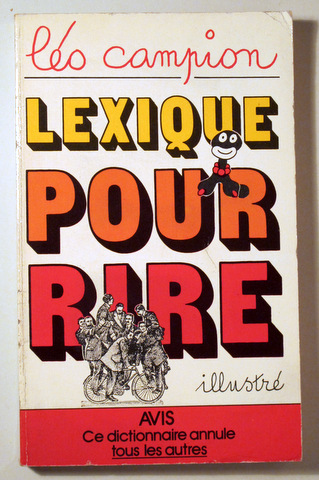 léo campion
LEXIQUE
POUR
RIRE
illustré
AVIS
Ce dictionnaire annule
tous les autres